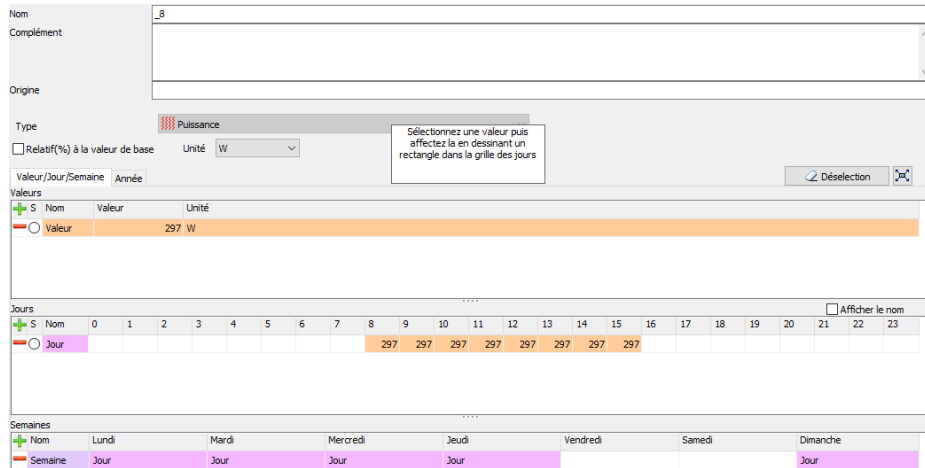 Nom _8
Complément
Origine
Type Puissance
Relatif(%) à la valeur de base Unité W
Sélectionnez une valeur puis
affectez la en dessinant un
rectangle dans la grille des jours
Valeur/Jour/Semaine Année Déselection
Valeurs
S Nom Valeur Unité
Valeur 297 W
Jours Afficher le nom
S Nom 0 1 2 3 4 5 6 7 8 9 10 11 12 13 14 15 16 17 18 19 20 21 22 23
Jour 297 297 297 297 297 297 297 297
Semaines
Nom Lundi Mardi Mercredi Jeudi Vendredi Samedi Dimanche
Semaine Jour Jour Jour Jour Jour